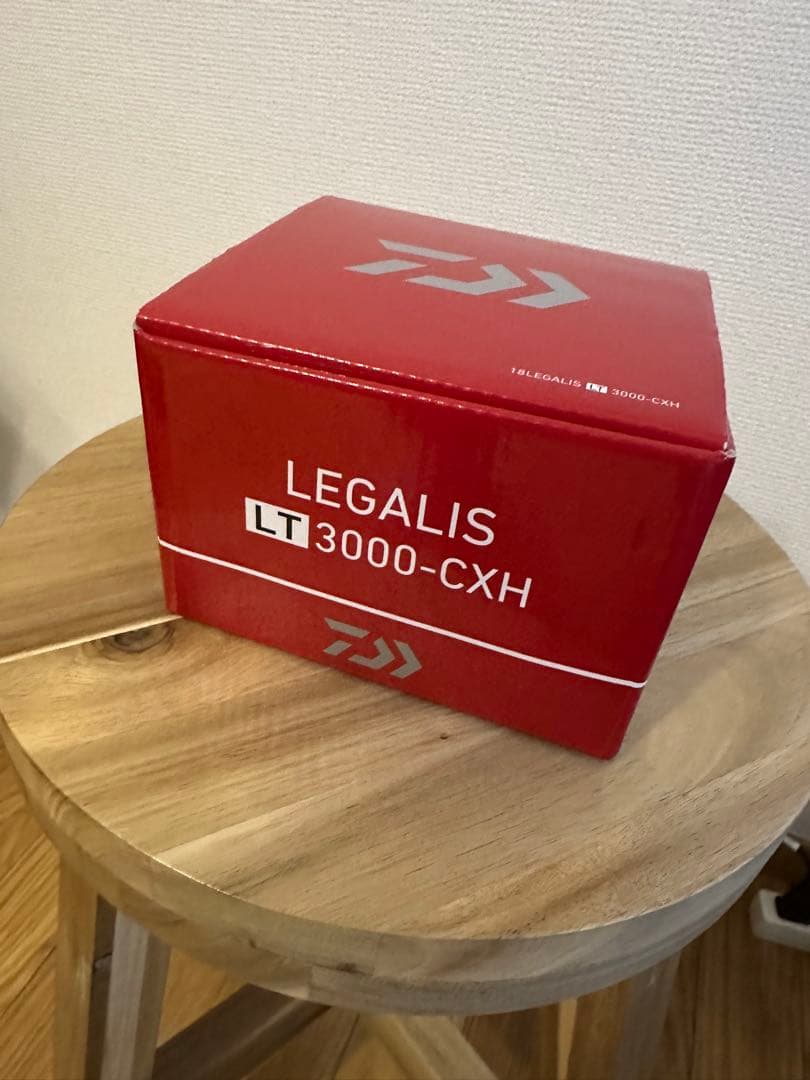 18LEGALIS LT 3000-CXH
LEGALIS
LT 3000-CXH